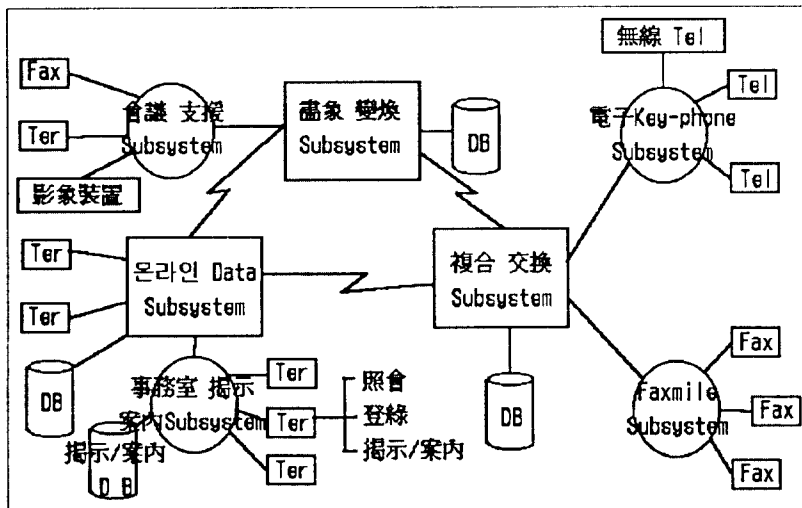 Fax
會議 支援
Subsystem
Ter
影象裝置
畵象 變換
Subsystem
DB
無線 Tel
Tel
電子Key-phone
Subsystem
Tel
Ter
온라인 Data
Subsystem
Ter
DB
複合 交換
Subsystem
DB
事務室 揭示
案內Subsystem
揭示/案內
D B
Ter
Ter
Ter
照會
登錄
揭示/案內
Fax
Faxmile
Subsystem
Fax
Fax